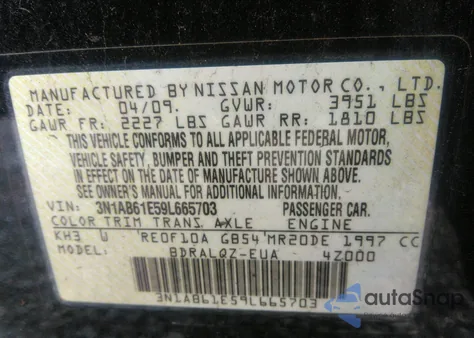 MANUFACTURED BY NISSAN MOTOR CO., LTD.
DATE: 04/09. GVWR: 3951 LBS
GAWR FR: 2227 LBS GAWR RR: 1810 LBS
THIS VEHICLE CONFORMS TO ALL APPLICABLE FEDERAL MOTOR
VEHICLE SAFETY, BUMPER AND THEFT PREVENTION STANDARDS
IN EFFECT ON THE DATE OF MANUFACTURE SHOWN ABOVE.
SEE OWNER'S MANUAL FOR ADDITIONAL INFORMATION.
VIN: 3N1AB61E59L665703 PASSENGER CAR.
COLOR TRIM TRANS AXLE ENGINE
KH3 W RE0F10A GB54 MR20DE 1997 CC
MODEL: BDRALQZ-EUA 4Z000
3N1AB61E59L665703
autoSnap